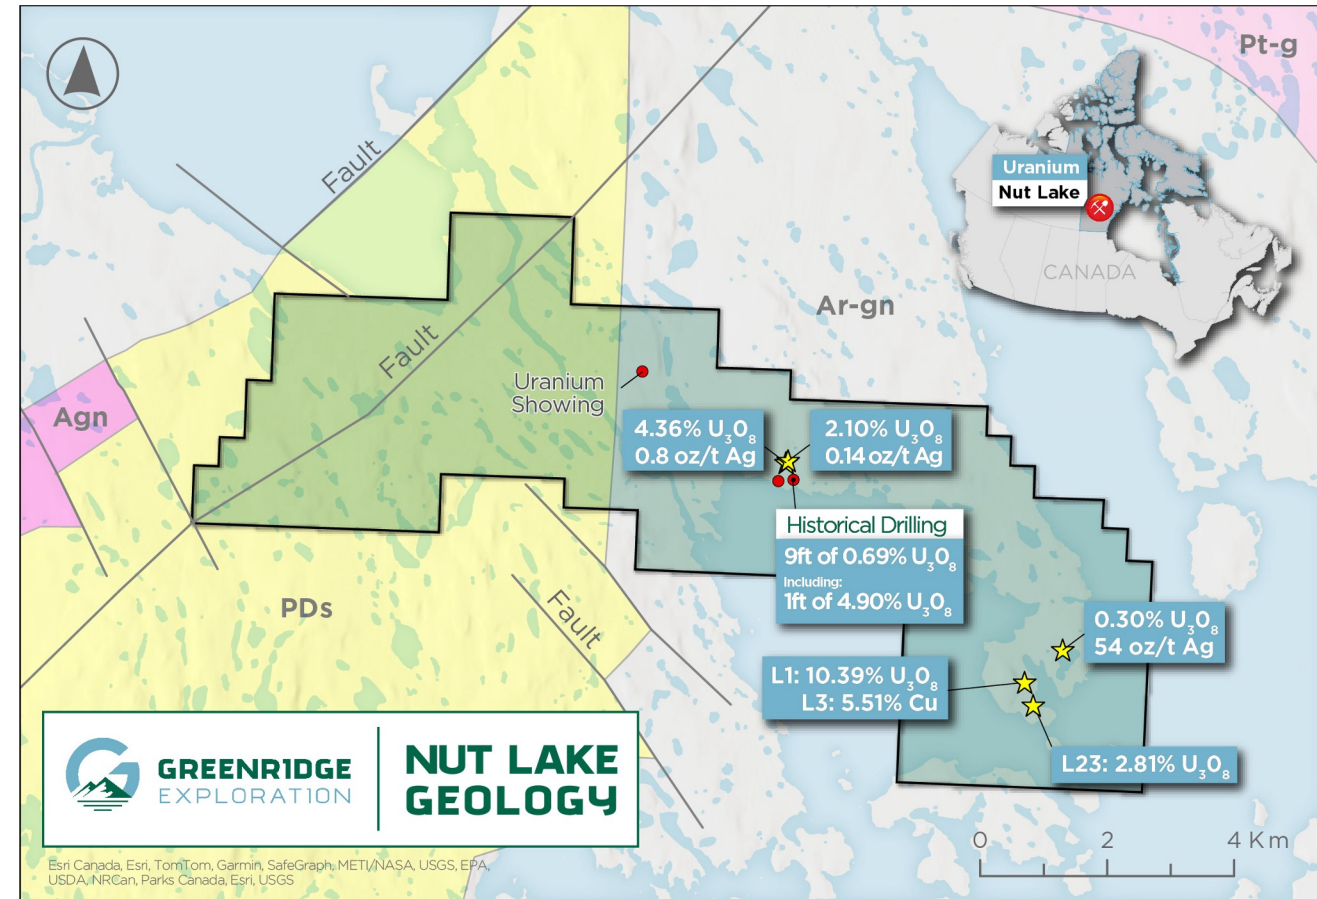 Pt-g
Fault
Uranium
Nut Lake
CANADA
Ar-gn
Fault
Uranium
Showing
Agn
4.36% U₃O₈
0.8 oz/t Ag
2.10% U₃O₈
0.14 oz/t Ag
Historical Drilling
9ft of 0.69% U₃O₈
Including:
1ft of 4.90% U₃O₈
PDs
Fault
0.30% U₃O₈
54 oz/t Ag
L1: 10.39% U₃O₈
L3: 5.51% Cu
L23: 2.81% U₃O₈
GREENR1DGE
EXPLORAT1ON
NUT LAKE
GEOLOGY
0 2 4 Km
Esri Canada, Esri, TomTom, Garmin, SafeGraph, METI/NASA, USGS, EPA,
USDA, NRCan, Parks Canada, Esri, USGS